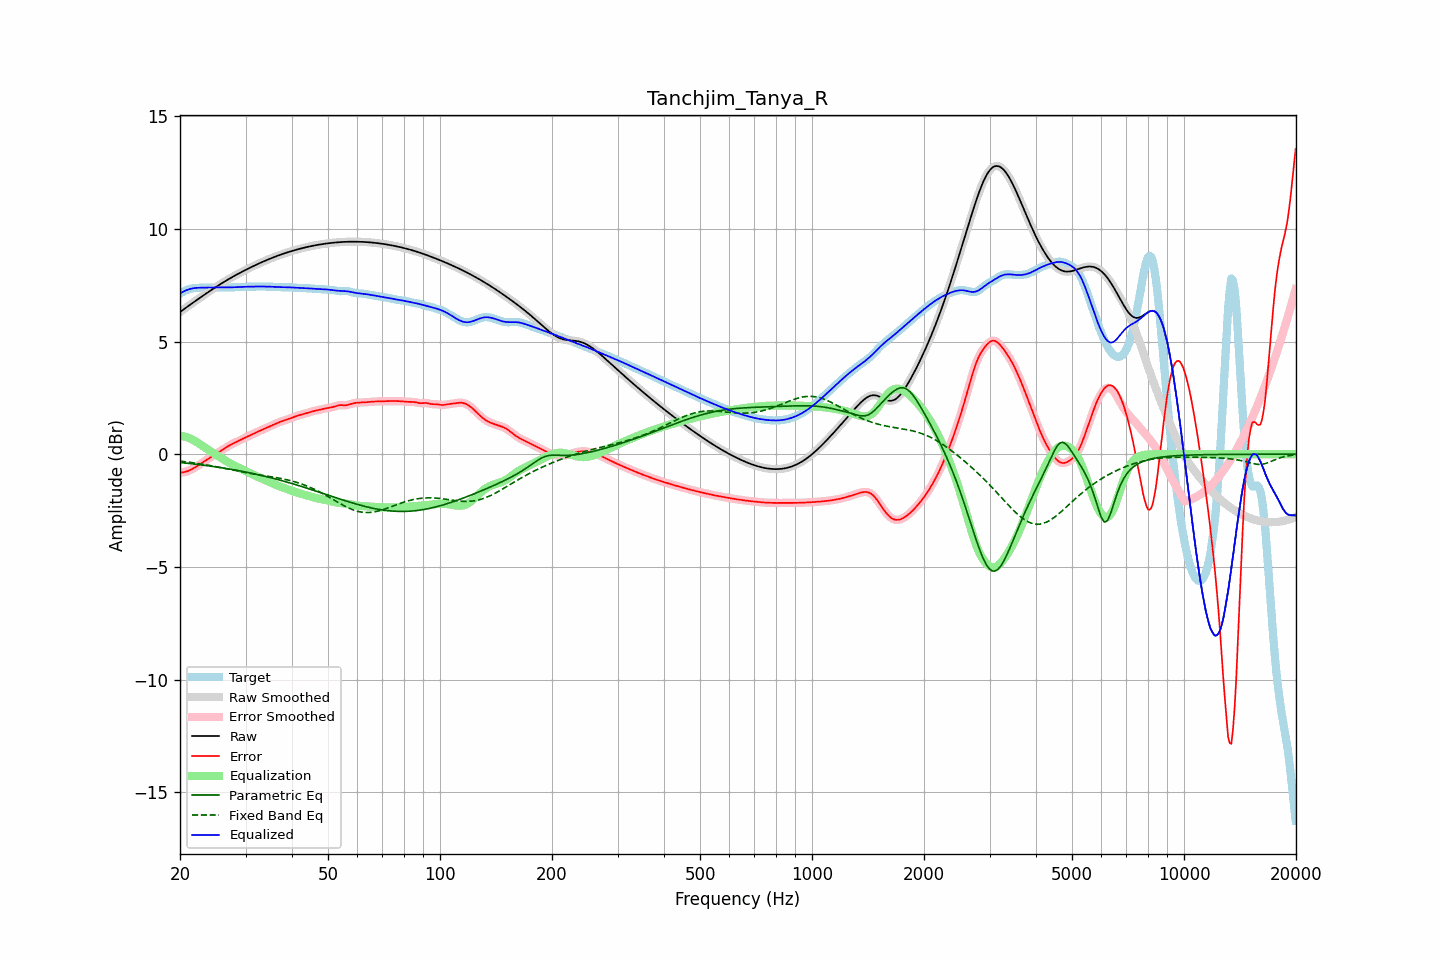 Tanchjim_Tanya_R
15
10
5
0
−5
−10
−15
Amplitude (dBr)
Target
Raw Smoothed
Error Smoothed
Raw
Error
Equalization
Parametric Eq
Fixed Band Eq
Equalized
20 50 100 200 500 1000 2000 5000 10000 20000
Frequency (Hz)